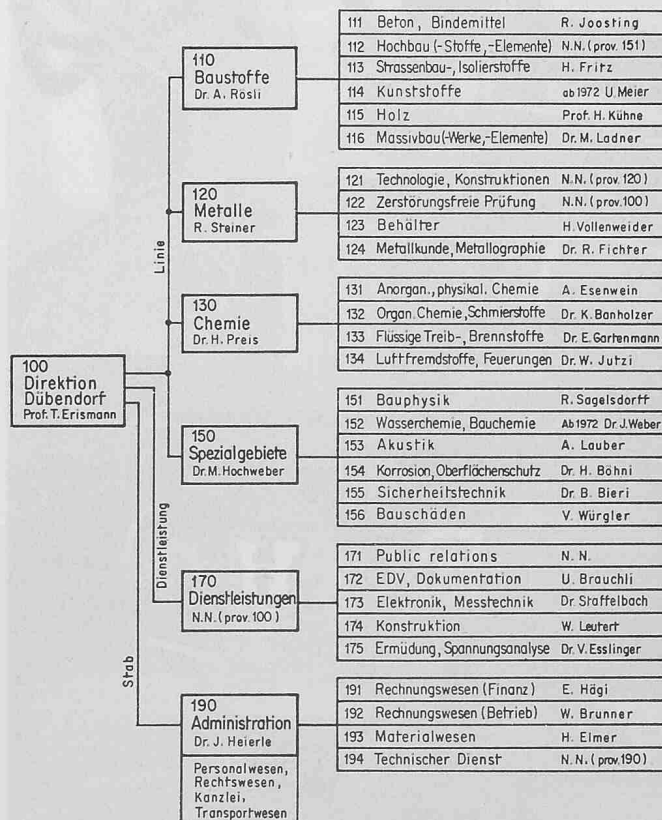 100
Direktion
Dübendorf
Prof. T. Erismann
Linie
Dienstleistung
Stab
110
Baustoffe
Dr. A. Rösli
111 Beton, Bindemittel R. Joosting
112 Hochbau (-Stoffe,-Elemente) N.N. (prov. 151)
113 Strassenbau-, Isolierstoffe H. Fritz
114 Kunststoffe ab 1972 U. Meier
115 Holz Prof. H. Kühne
116 Massivbau(-Werke,-Elemente) Dr. M. Ladner
120
Metalle
R. Steiner
121 Technologie, Konstruktionen N.N. (prov. 120)
122 Zerstörungsfreie Prüfung N.N. (prov. 100)
123 Behälter H. Vollenweider
124 Metallkunde, Metallographie Dr. R. Fichter
130
Chemie
Dr. H. Preis
131 Anorgan., physikal. Chemie A. Esenwein
132 Organ. Chemie, Schmierstoffe Dr. K. Banholzer
133 Flüssige Treib-, Brennstoffe Dr. E. Gartenmann
134 Luftfremdstoffe, Feuerungen Dr. W. Jutzi
150
Spezialgebiete
Dr. M. Hochweber
151 Bauphysik R. Sagelsdorff
152 Wasserchemie, Bauchemie Ab 1972 Dr. J. Weber
153 Akustik A. Lauber
154 Korrosion, Oberflächenschutz Dr. H. Böhni
155 Sicherheitstechnik Dr. B. Bieri
156 Bauschäden V. Würgler
170
Dienstleistungen
N.N. (prov. 100)
171 Public relations N. N.
172 EDV, Dokumentation U. Brauchli
173 Elektronik, Messtechnik Dr. Staffelbach
174 Konstruktion W. Leutert
175 Ermüdung, Spannungsanalyse Dr. V. Esslinger
190
Administration
Dr. J. Heierle
Personalwesen,
Rechtswesen,
Kanzlei,
Transportwesen
191 Rechnungswesen (Finanz) E. Hägi
192 Rechnungswesen (Betrieb) W. Brunner
193 Materialwesen H. Elmer
194 Technischer Dienst N. N. (prov. 190)